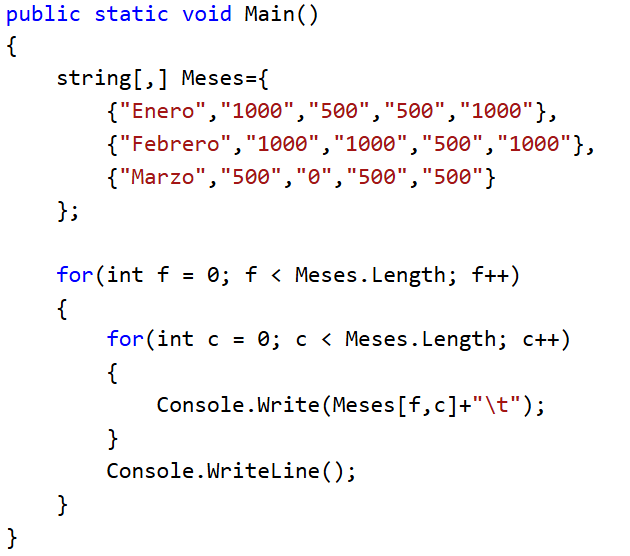 public static void Main()
{
    string[,] Meses={
        {"Enero","1000","500","500","1000"},
        {"Febrero","1000","1000","500","1000"},
        {"Marzo","500","0","500","500"}
    };

    for(int f = 0; f < Meses.Length; f++)
    {
        for(int c = 0; c < Meses.Length; c++)
        {
            Console.Write(Meses[f,c]+"\t");
        }
        Console.WriteLine();
    }
}